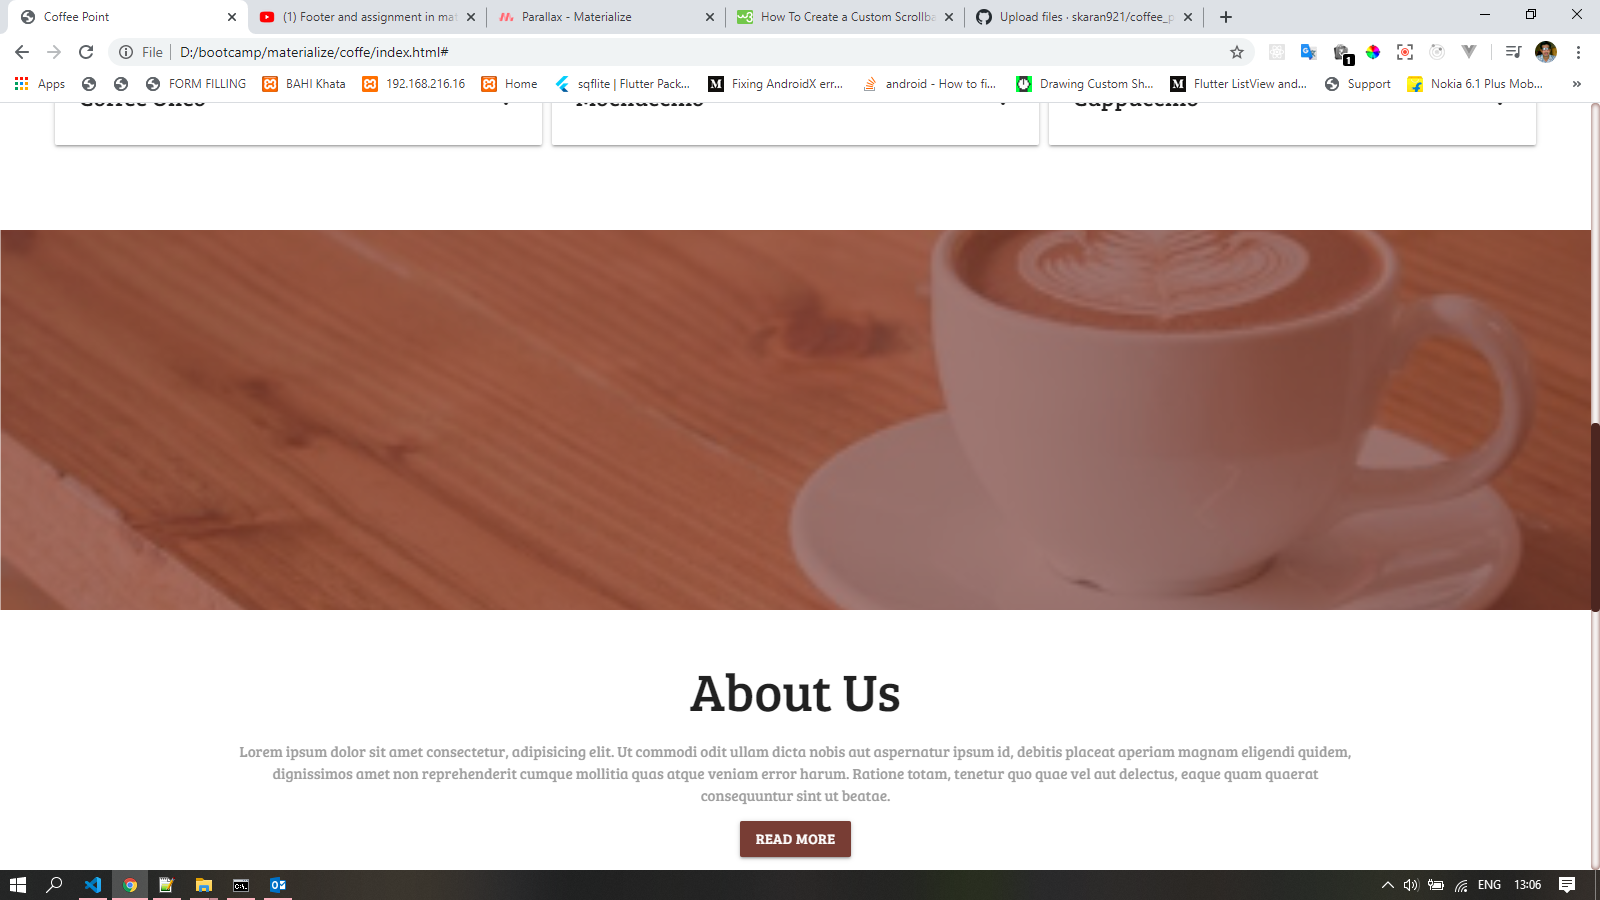 Coffee Point
(1) Footer and assignment in mat
Parallax - Materialize
How To Create a Custom Scrollba
Upload files · skaran921/coffee_p
File
D:/bootcamp/materialize/coffe/index.html#
1
Apps
FORM FILLING
BAHI Khata
192.168.216.16
Home
sqflite | Flutter Pack...
Fixing AndroidX err...
android - How to fi...
Drawing Custom Sh...
Flutter ListView and...
Support
Nokia 6.1 Plus Mob...
»
About Us
Lorem ipsum dolor sit amet consectetur, adipisicing elit. Ut commodi odit ullam dicta nobis aut aspernatur ipsum id, debitis placeat aperiam magnam eligendi quidem,
dignissimos amet non reprehenderit cumque mollitia quas atque veniam error harum. Ratione totam, tenetur quo quae vel aut delectus, eaque quam quaerat
consequuntur sint ut beatae.
READ MORE
ENG
13:06